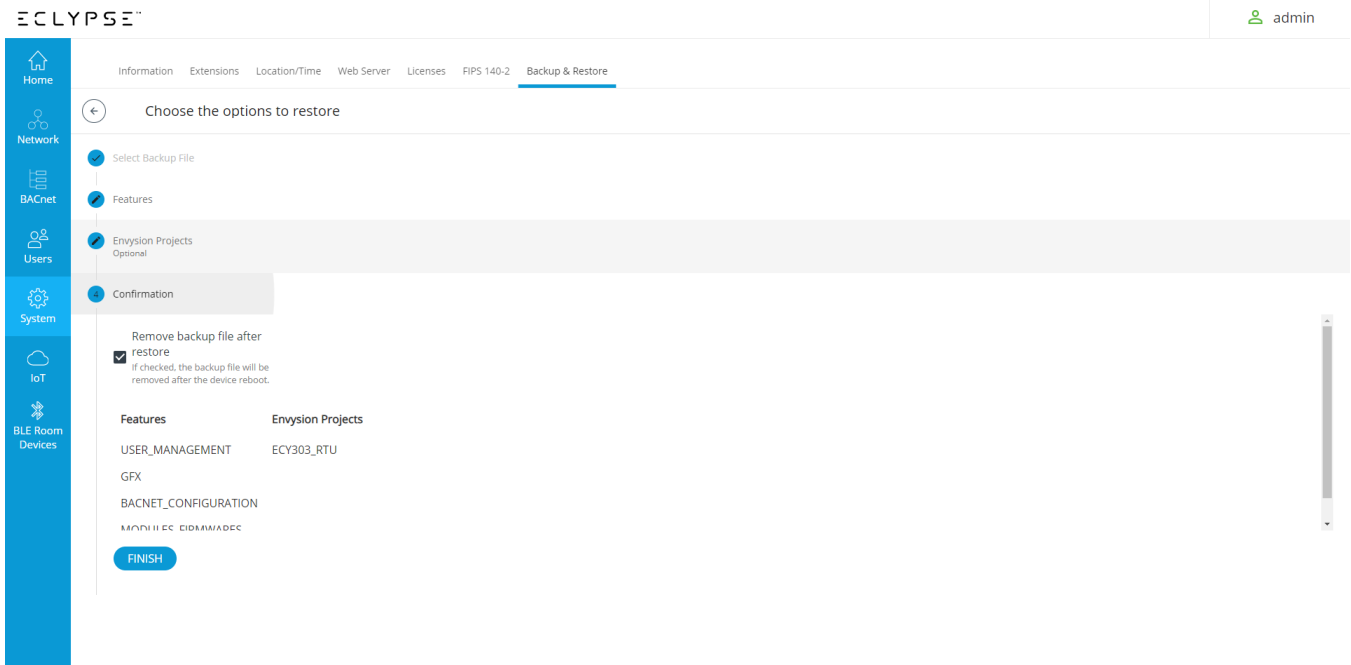 ECLYPSE™
admin
Home
Network
BACnet
Users
System
IoT
BLE Room
Devices
Information Extensions Location/Time Web Server Licenses FIPS 140-2 Backup & Restore
Choose the options to restore
Select Backup File
Features
Envysion Projects
Optional
4 Confirmation
Remove backup file after
restore
If checked, the backup file will be
removed after the device reboot.
Features Envysion Projects
USER_MANAGEMENT ECY303_RTU
GFX
BACNET_CONFIGURATION
MODULES_FIRMWARES
FINISH